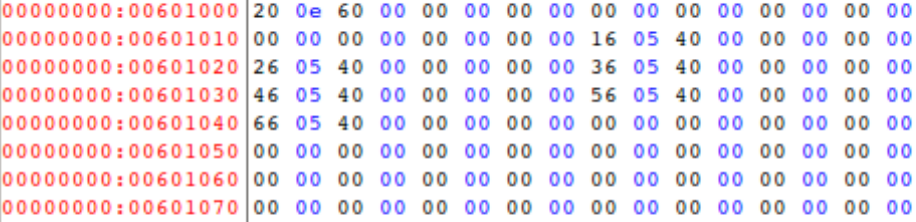 00000000:00601000 20 0e 60 00 00 00 00 00 00 00 00 00 00 00 00 00
00000000:00601010 00 00 00 00 00 00 00 00 16 05 40 00 00 00 00 00
00000000:00601020 26 05 40 00 00 00 00 00 36 05 40 00 00 00 00 00
00000000:00601030 46 05 40 00 00 00 00 00 56 05 40 00 00 00 00 00
00000000:00601040 66 05 40 00 00 00 00 00 00 00 00 00 00 00 00 00
00000000:00601050 00 00 00 00 00 00 00 00 00 00 00 00 00 00 00 00
00000000:00601060 00 00 00 00 00 00 00 00 00 00 00 00 00 00 00 00
00000000:00601070 00 00 00 00 00 00 00 00 00 00 00 00 00 00 00 00